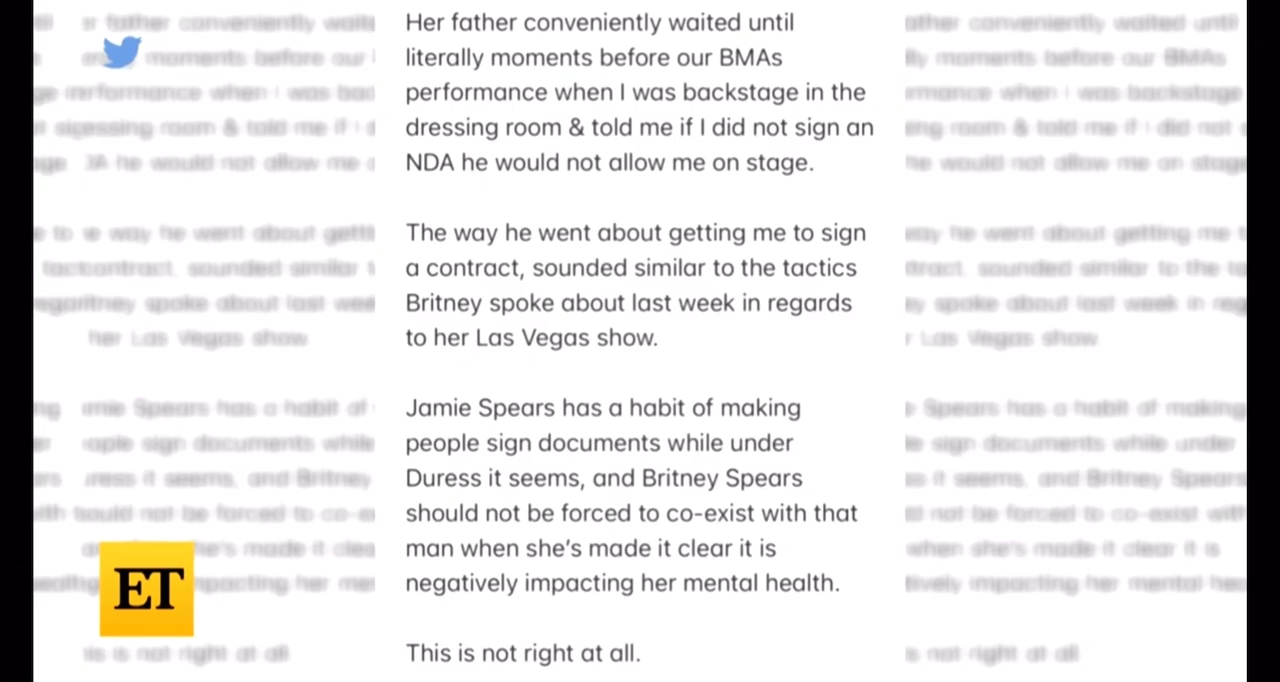 Her father conveniently waited until
literally moments before our BMAs
performance when I was backstage in the
dressing room & told me if I did not sign an
NDA he would not allow me on stage.
The way he went about getting me to sign
a contract, sounded similar to the tactics
Britney spoke about last week in regards
to her Las Vegas show.
Jamie Spears has a habit of making
people sign documents while under
Duress it seems, and Britney Spears
should not be forced to co-exist with that
man when she's made it clear it is
negatively impacting her mental health.
This is not right at all.
ET